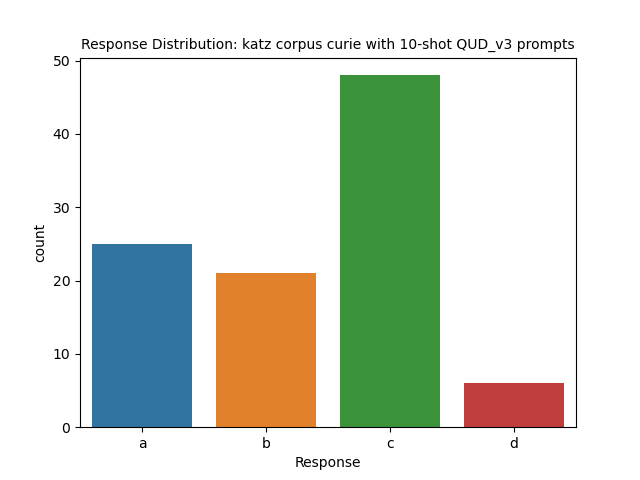 Response Distribution: katz corpus curie with 10-shot QUD_v3 prompts
50
40
30
20
10
0
count
a b c d
Response